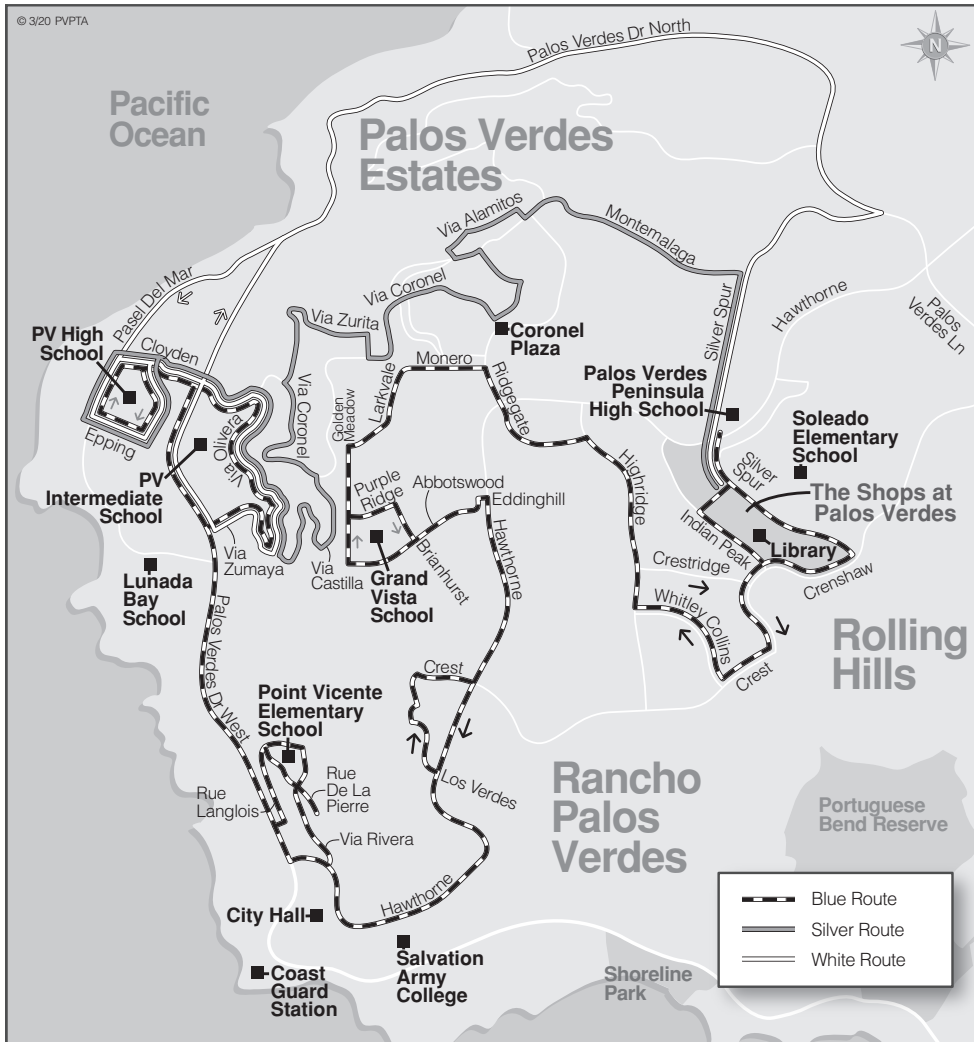 © 3/20 PVPTA
Palos Verdes Dr North
N
Pacific
Ocean
Palos Verdes
Estates
Via Alamitos
Montemalaga
Pasel Del Mar
Via Coronel
Hawthorne
Palos
Verdes Ln
Silver Spur
Via Zurita
PV High
School
Cloyden
Coronel
Plaza
Monero
Larkvale
Ridgegate
Palos Verdes
Peninsula
High School
Golden
Meadow
Via Coronel
Soleado
Elementary
School
Epping
Via
Olivera
PV
Intermediate
School
Highridge
Silver
Spur
The Shops at
Palos Verdes
Purple
Ridge
Abbotswood
Eddinghill
Indian Peak
Library
Hawthorne
Brianhurst
Via
Zumaya
Via
Castilla
Grand
Vista
School
Crestridge
Crenshaw
Lunada
Bay
School
Whitley Collins
Palos Verdes Dr West
Rolling
Hills
Crest
Crest
Point Vicente
Elementary
School
Rue
De La
Pierre
Rue
Langlois
Los Verdes
Rancho
Palos
Verdes
Portuguese
Bend Reserve
Via Rivera
Hawthorne
City Hall
Salvation
Army
College
Coast
Guard
Station
Shoreline
Park
Blue Route
Silver Route
White Route